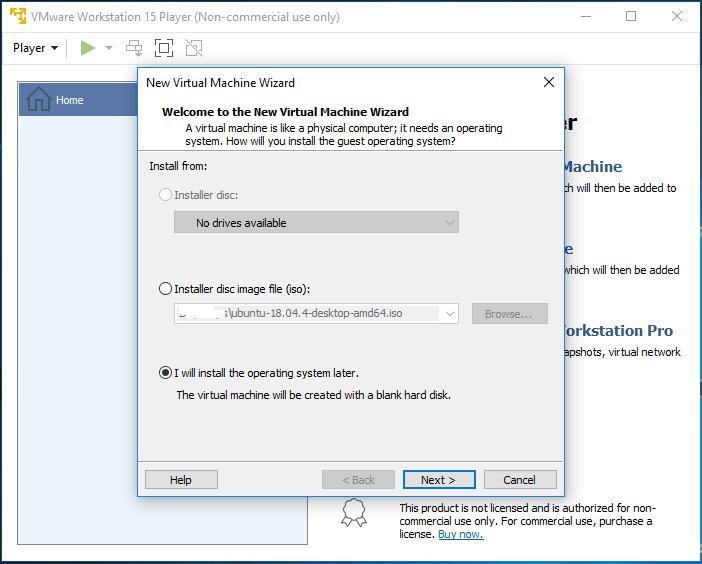 VMware Workstation 15 Player (Non-commercial use only)
Player
Home
New Virtual Machine Wizard
Welcome to the New Virtual Machine Wizard
A virtual machine is like a physical computer; it needs an operating
system. How will you install the guest operating system?
Install from:
Installer disc:
No drives available
Installer disc image file (iso):
\ubuntu-18.04.4-desktop-amd64.iso
Browse...
I will install the operating system later.
The virtual machine will be created with a blank hard disk.
Help
< Back
Next >
Cancel
Machine
which will then be added to
which will then be added
Workstation Pro
snapshots, virtual network
This product is not licensed and is authorized for non-
commercial use only. For commercial use, purchase a
license. Buy now.